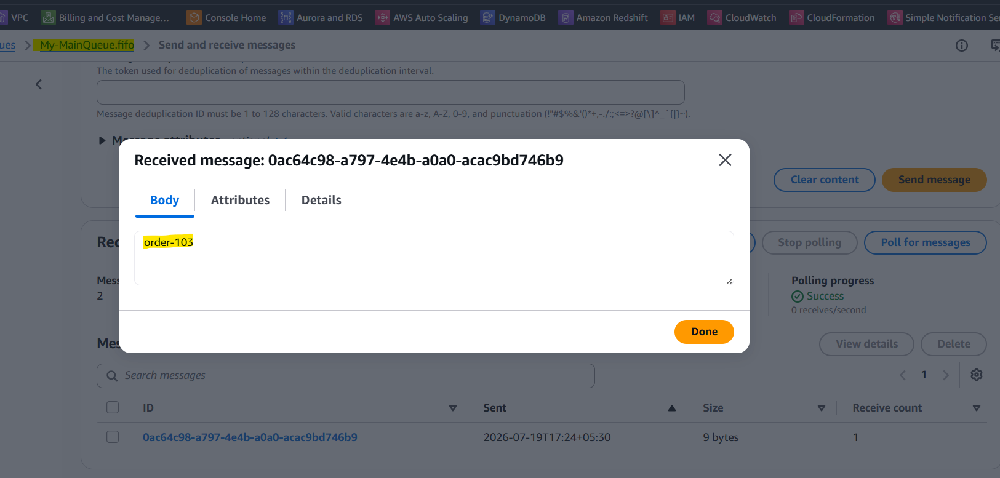 VPC Billing and Cost Manage... Console Home Aurora and RDS AWS Auto Scaling DynamoDB Amazon Redshift IAM CloudWatch CloudFormation Simple Notification Se
ues My-MainQueue.fifo Send and receive messages
The token used for deduplication of messages within the deduplication interval.
Message deduplication ID must be 1 to 128 characters. Valid characters are a-z, A-Z, 0-9, and punctuation (!"#$%&'()*+,-./:;<=>?@[\]^_`{|}~).
Received message: 0ac64c98-a797-4e4b-a0a0-acac9bd746b9
Clear content Send message
Body Attributes Details
order-103
Rec Stop polling Poll for messages
Mess Polling progress
2 Success
0 receives/second
Done
Mes View details Delete
Search messages 1
ID Sent Size Receive count
0ac64c98-a797-4e4b-a0a0-acac9bd746b9 2026-07-19T17:24+05:30 9 bytes 1